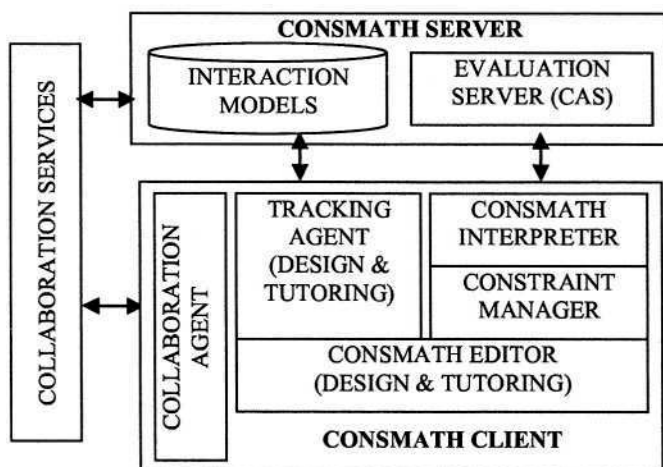 CONSMATH SERVER
COLLABORATION SERVICES
INTERACTION
MODELS
EVALUATION
SERVER (CAS)
COLLABORATION
AGENT
TRACKING
AGENT
(DESIGN &
TUTORING)
CONSMATH
INTERPRETER
CONSTRAINT
MANAGER
CONSMATH EDITOR
(DESIGN & TUTORING)
CONSMATH CLIENT